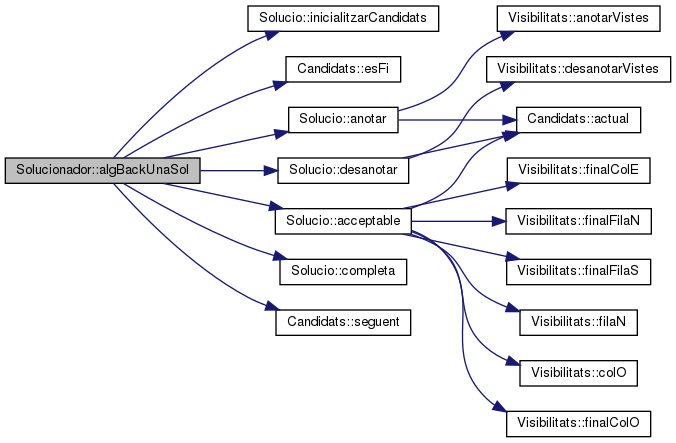 Solucionador::algBackUnaSol
Solucio::inicialitzarCandidats
Candidats::esFi
Solucio::anotar
Solucio::desanotar
Solucio::acceptable
Solucio::completa
Candidats::seguent
Visibilitats::anotarVistes
Visibilitats::desanotarVistes
Candidats::actual
Visibilitats::finalColE
Visibilitats::finalFilaN
Visibilitats::finalFilaS
Visibilitats::filaN
Visibilitats::colO
Visibilitats::finalColO